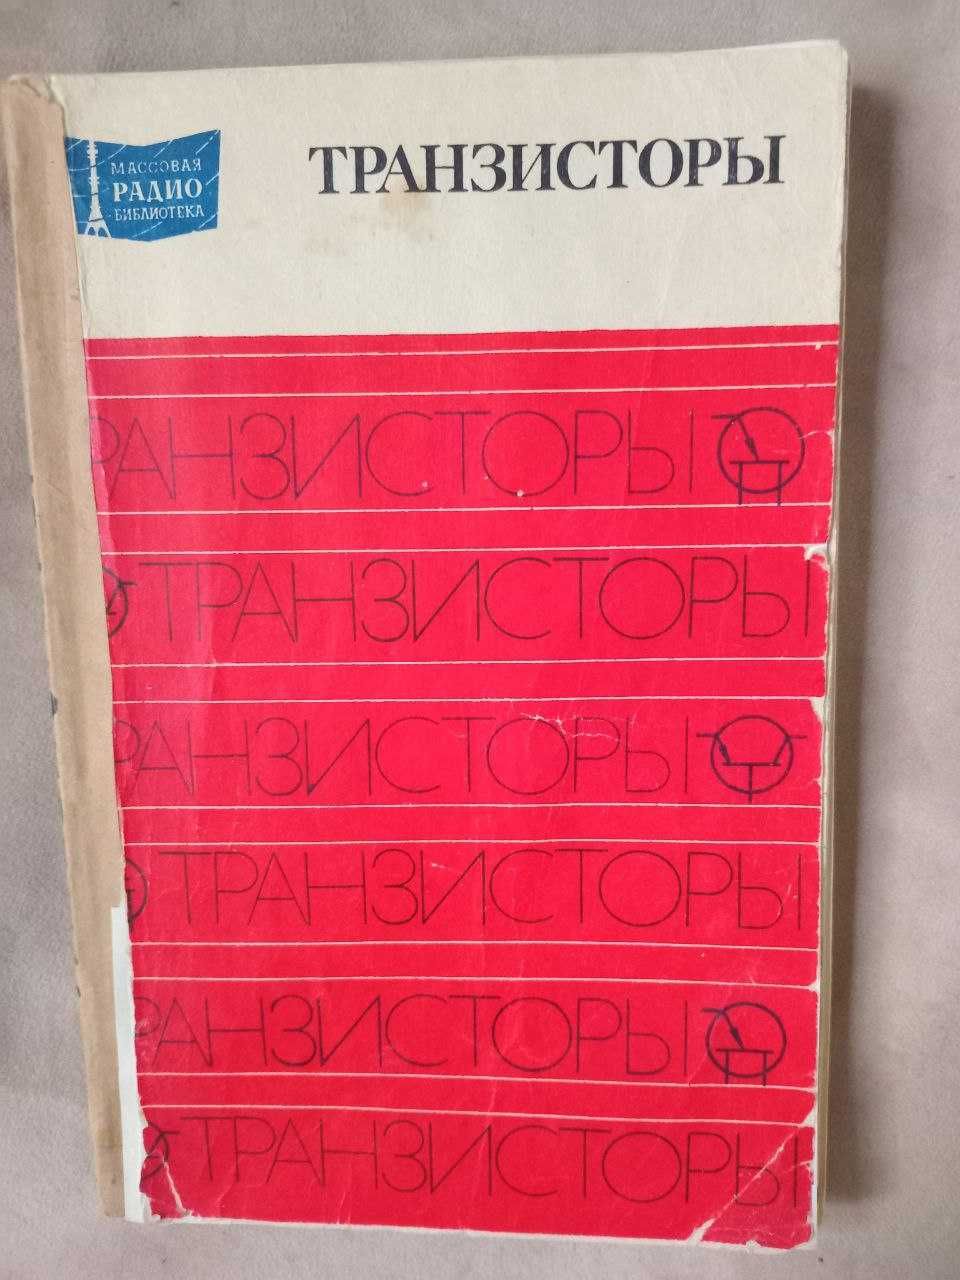 МАССОВАЯ
РАДИО
БИБЛИОТЕКА
ТРАНЗИСТОРЫ
РАНЗИСТОРЫ
ТРАНЗИСТОРЫ
РАНЗИСТОРЫ
ТРАНЗИСТОРЫ
РАНЗИСТОРЫ
ТРАНЗИСТОРЫ